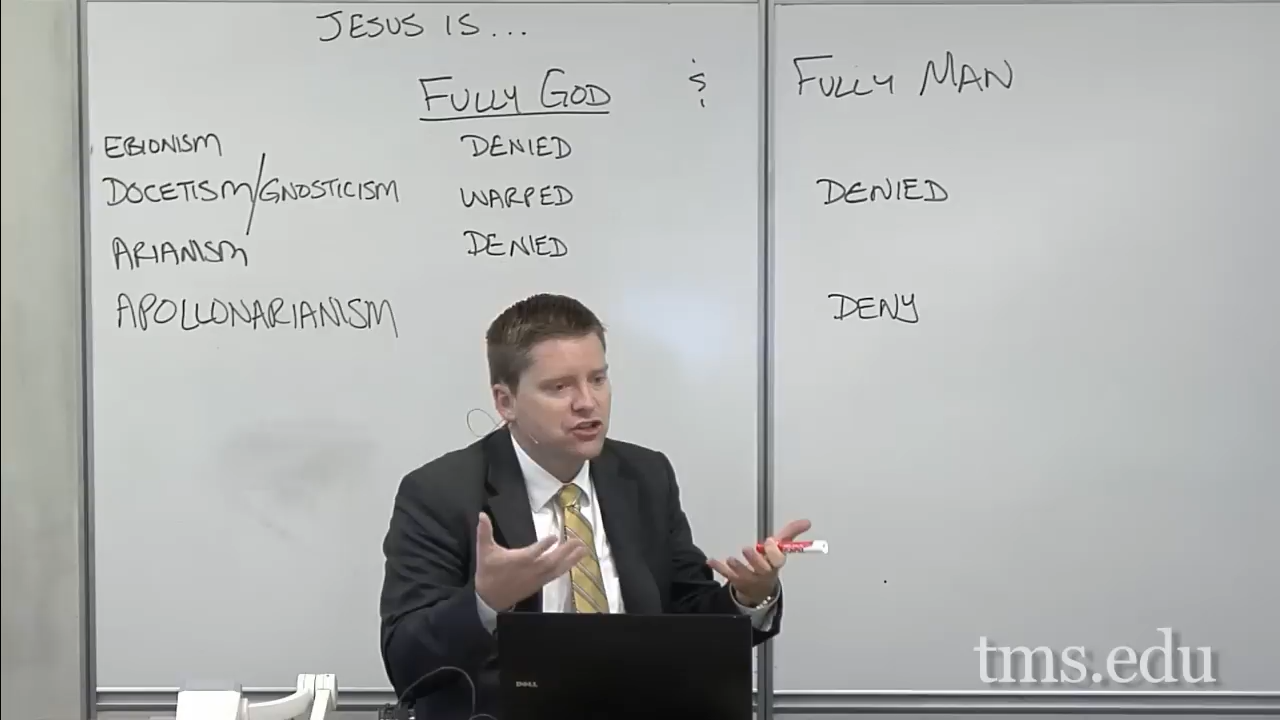 JESUS IS...
FULLY GOD & FULLY MAN
EBIONISM DENIED
DOCETISM/GNOSTICISM WARPED DENIED
ARIANISM DENIED
APOLLONARIANISM DENY
DELL
tms.edu